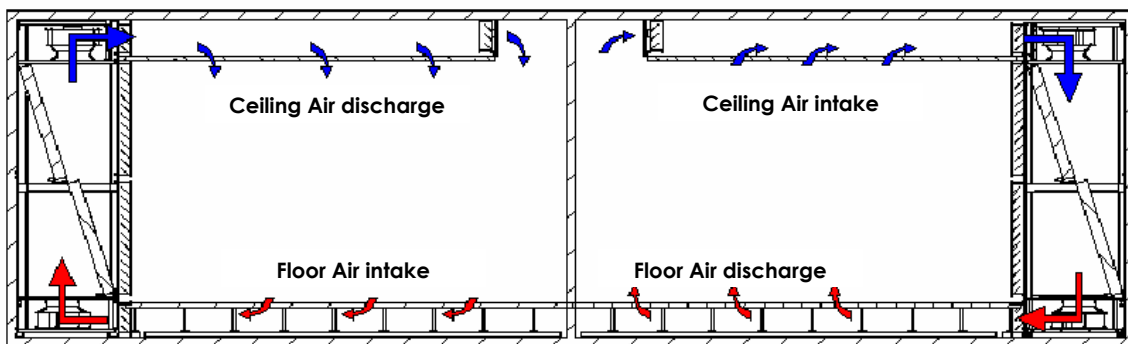 Ceiling Air discharge
Ceiling Air intake
Floor Air intake
Floor Air discharge